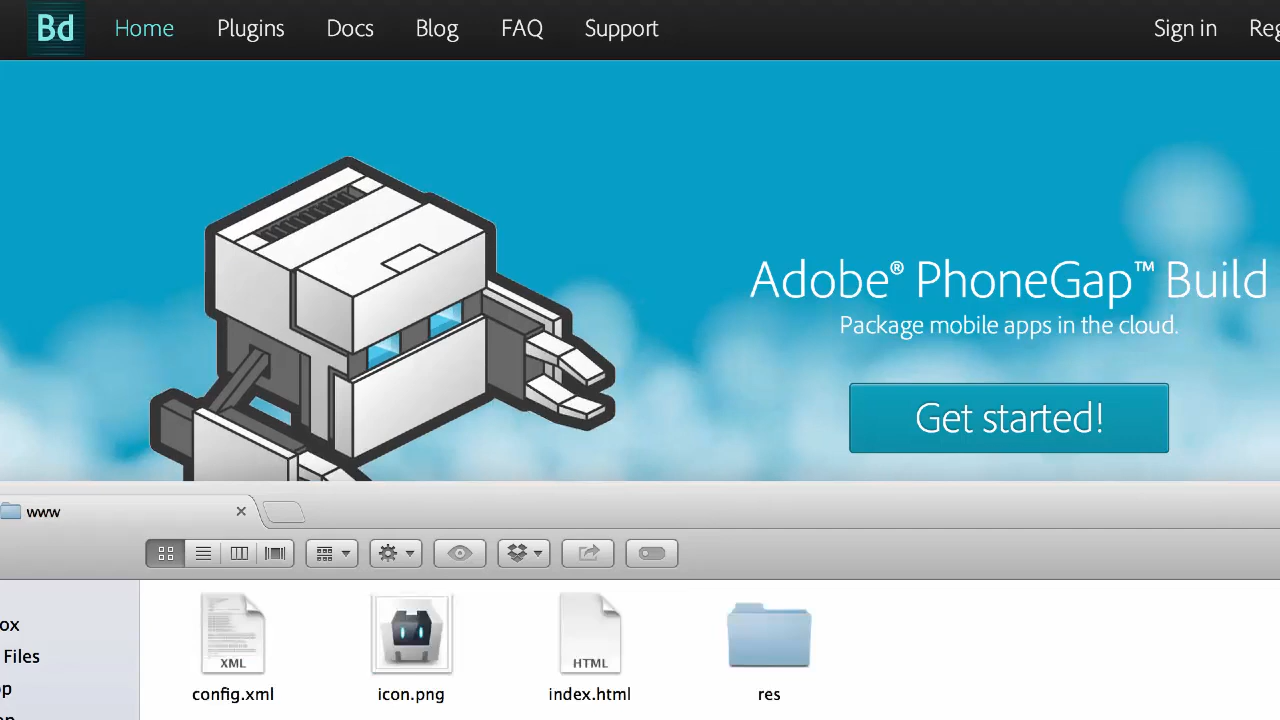 Bd Home Plugins Docs Blog FAQ Support Sign in
Adobe® PhoneGap™ Build
Package mobile apps in the cloud.
Get started!
www
XML
HTML
config.xml icon.png index.html res
Files